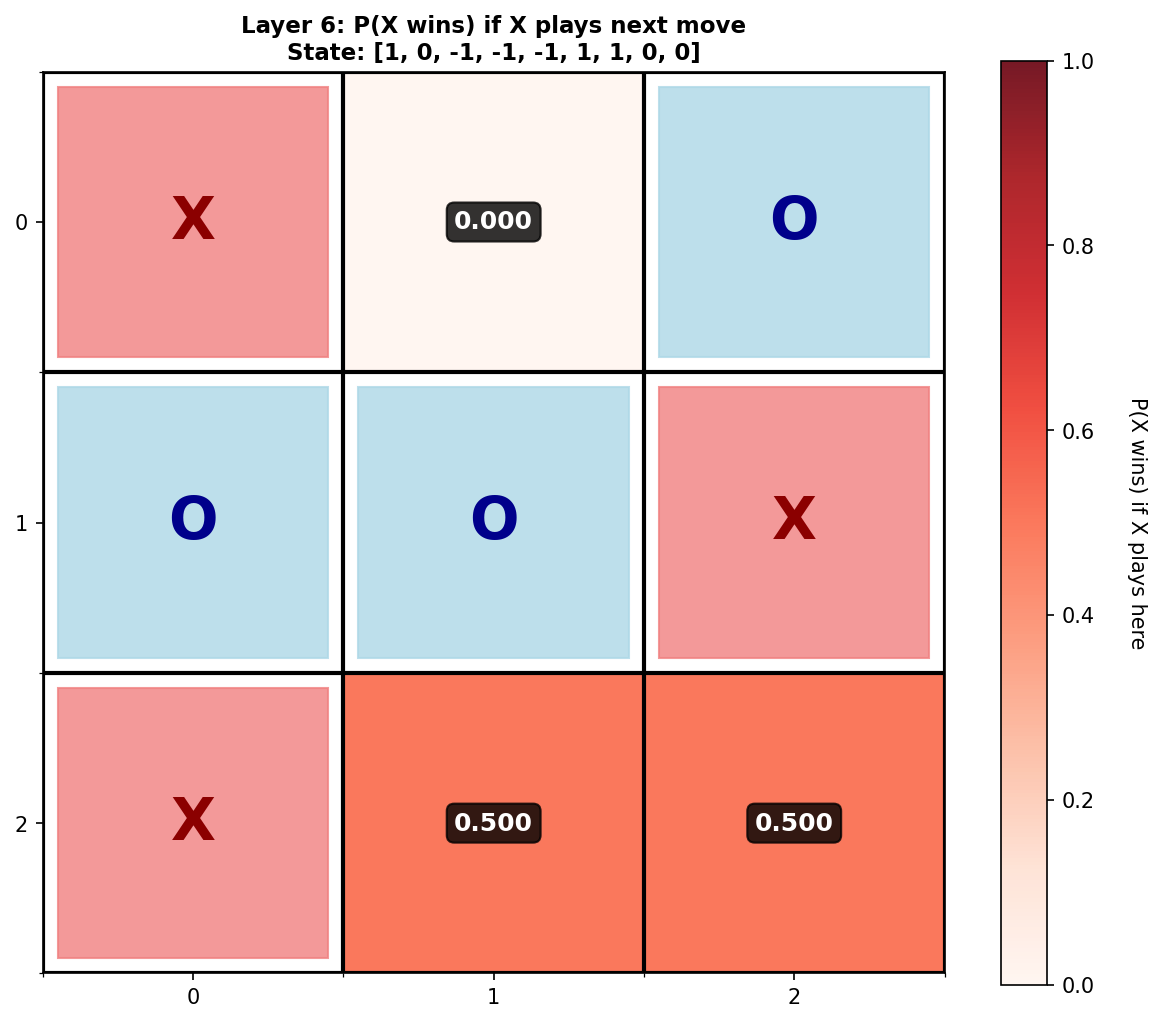 Layer 6: P(X wins) if X plays next move
State: [1, 0, -1, -1, -1, 1, 1, 0, 0]
X
0.000
O
0
O
O
X
1
X
0.500
0.500
2
0
1
2
1.0
0.8
0.6
0.4
0.2
0.0
P(X wins) if X plays here